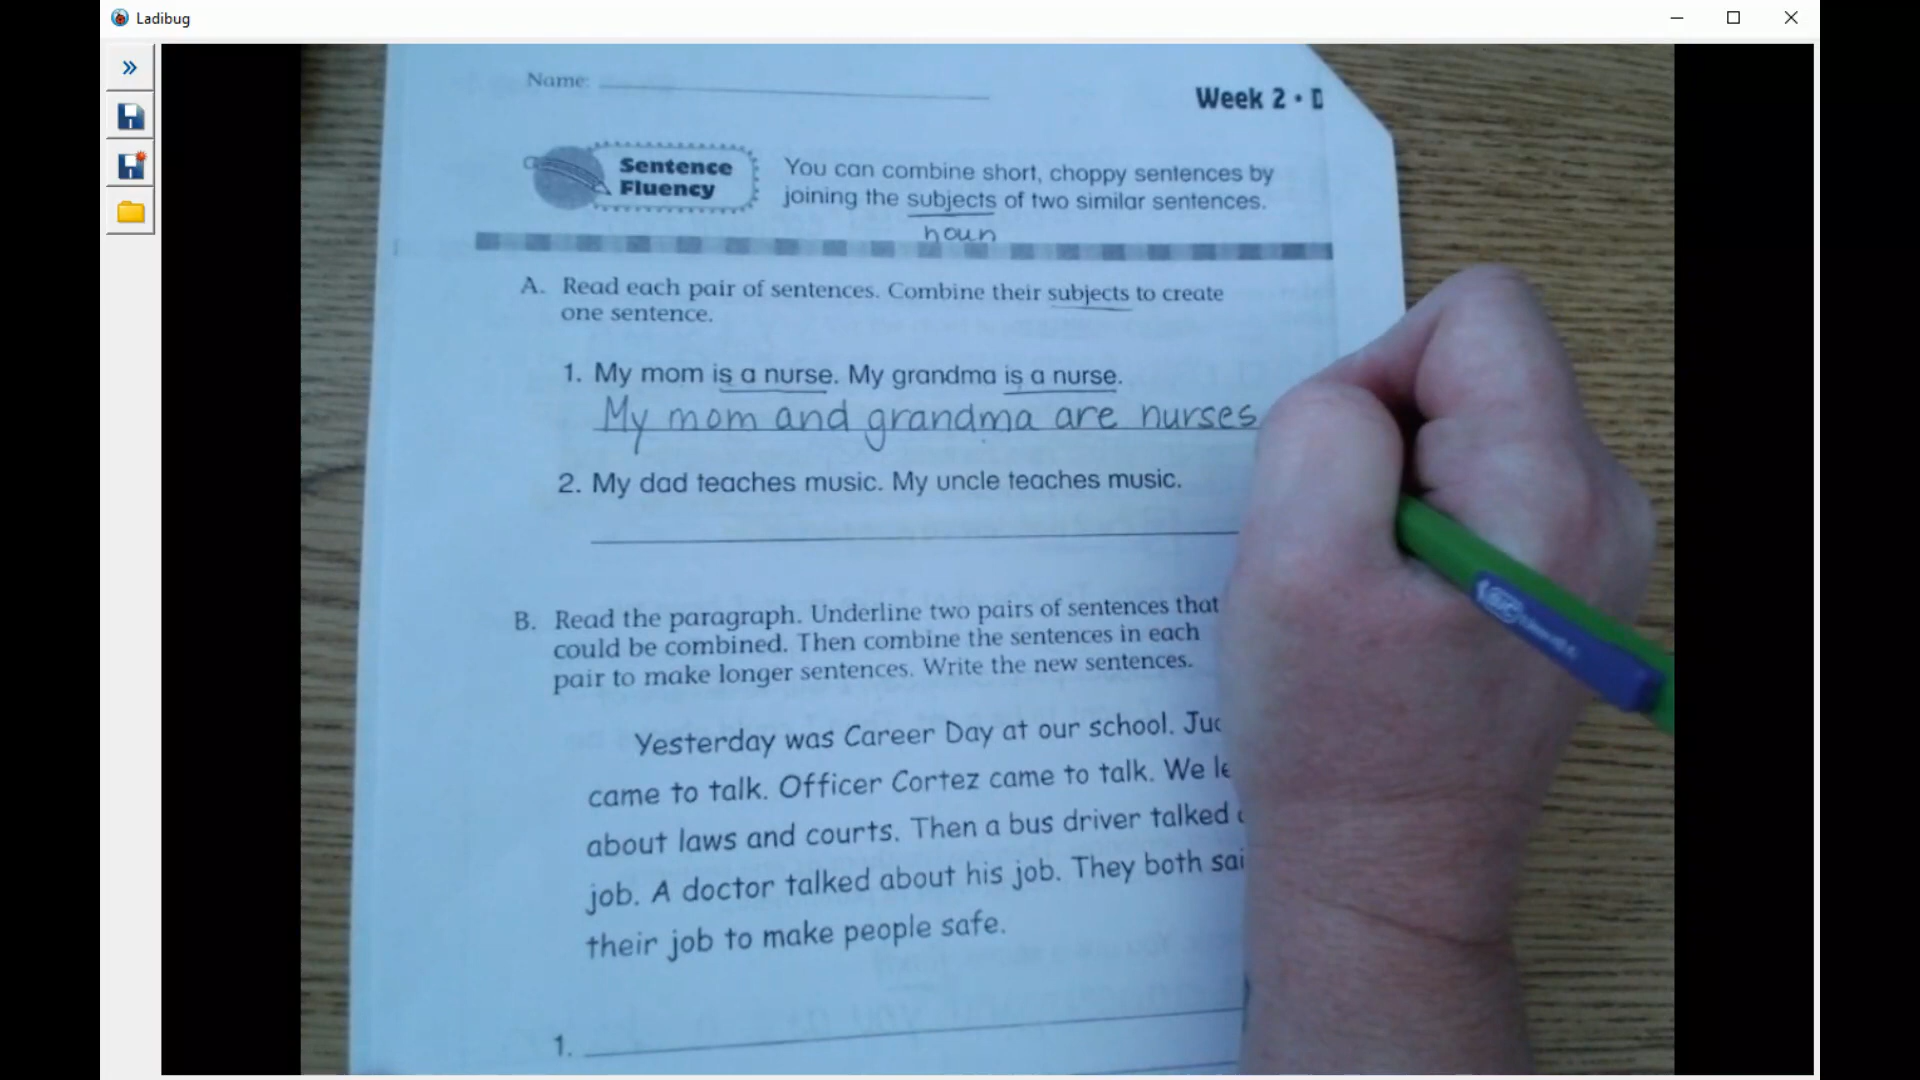 Ladibug
Name:
Week 2 •
Sentence
Fluency
You can combine short, choppy sentences by
joining the subjects of two similar sentences.
noun
A. Read each pair of sentences. Combine their subjects to create
one sentence.
1. My mom is a nurse. My grandma is a nurse.
My mom and grandma are nurses
2. My dad teaches music. My uncle teaches music.
B. Read the paragraph. Underline two pairs of sentences that
could be combined. Then combine the sentences in each
pair to make longer sentences. Write the new sentences.
Yesterday was Career Day at our school.
came to talk. Officer Cortez came to talk. We
about laws and courts. Then a bus driver talked
job. A doctor talked about his job. They both
their job to make people safe.
1.